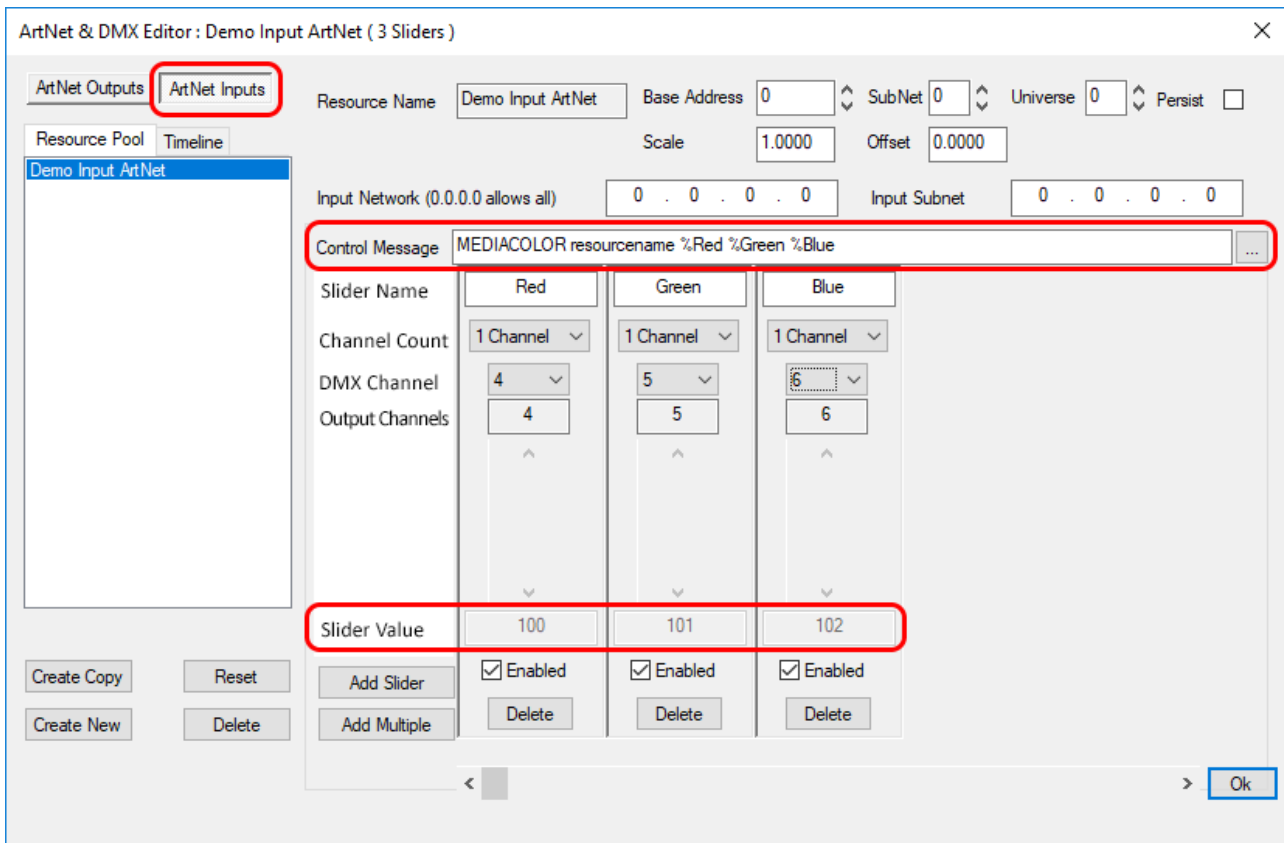 ArtNet & DMX Editor : Demo Input ArtNet ( 3 Sliders )
ArtNet Outputs ArtNet Inputs
Resource Name Demo Input ArtNet Base Address 0 SubNet 0 Universe 0 Persist
Resource Pool Timeline
Scale 1.0000 Offset 0.0000
Demo Input ArtNet
Input Network (0.0.0.0 allows all) 0 . 0 . 0 . 0 Input Subnet 0 . 0 . 0 . 0
Control Message MEDIACOLOR resourcename %Red %Green %Blue ...
Slider Name Red Green Blue
Channel Count 1 Channel 1 Channel 1 Channel
DMX Channel 4 5 6
Output Channels 4 5 6
Slider Value 100 101 102
Create Copy Reset Add Slider Enabled Enabled Enabled
Create New Delete Add Multiple Delete Delete Delete
Ok